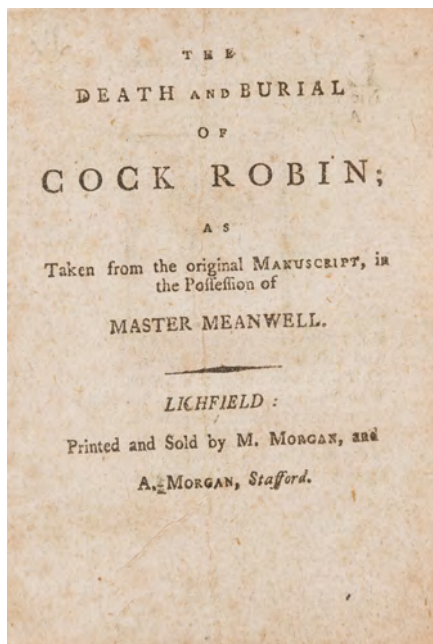 THE
DEATH AND BURIAL
OF
COCK ROBIN;
AS
Taken from the original MANUSCRIPT, in
the Poſſeſſion of
MASTER MEANWELL.
LICHFIELD:
Printed and Sold by M. MORGAN, and
A. MORGAN, Stafford.